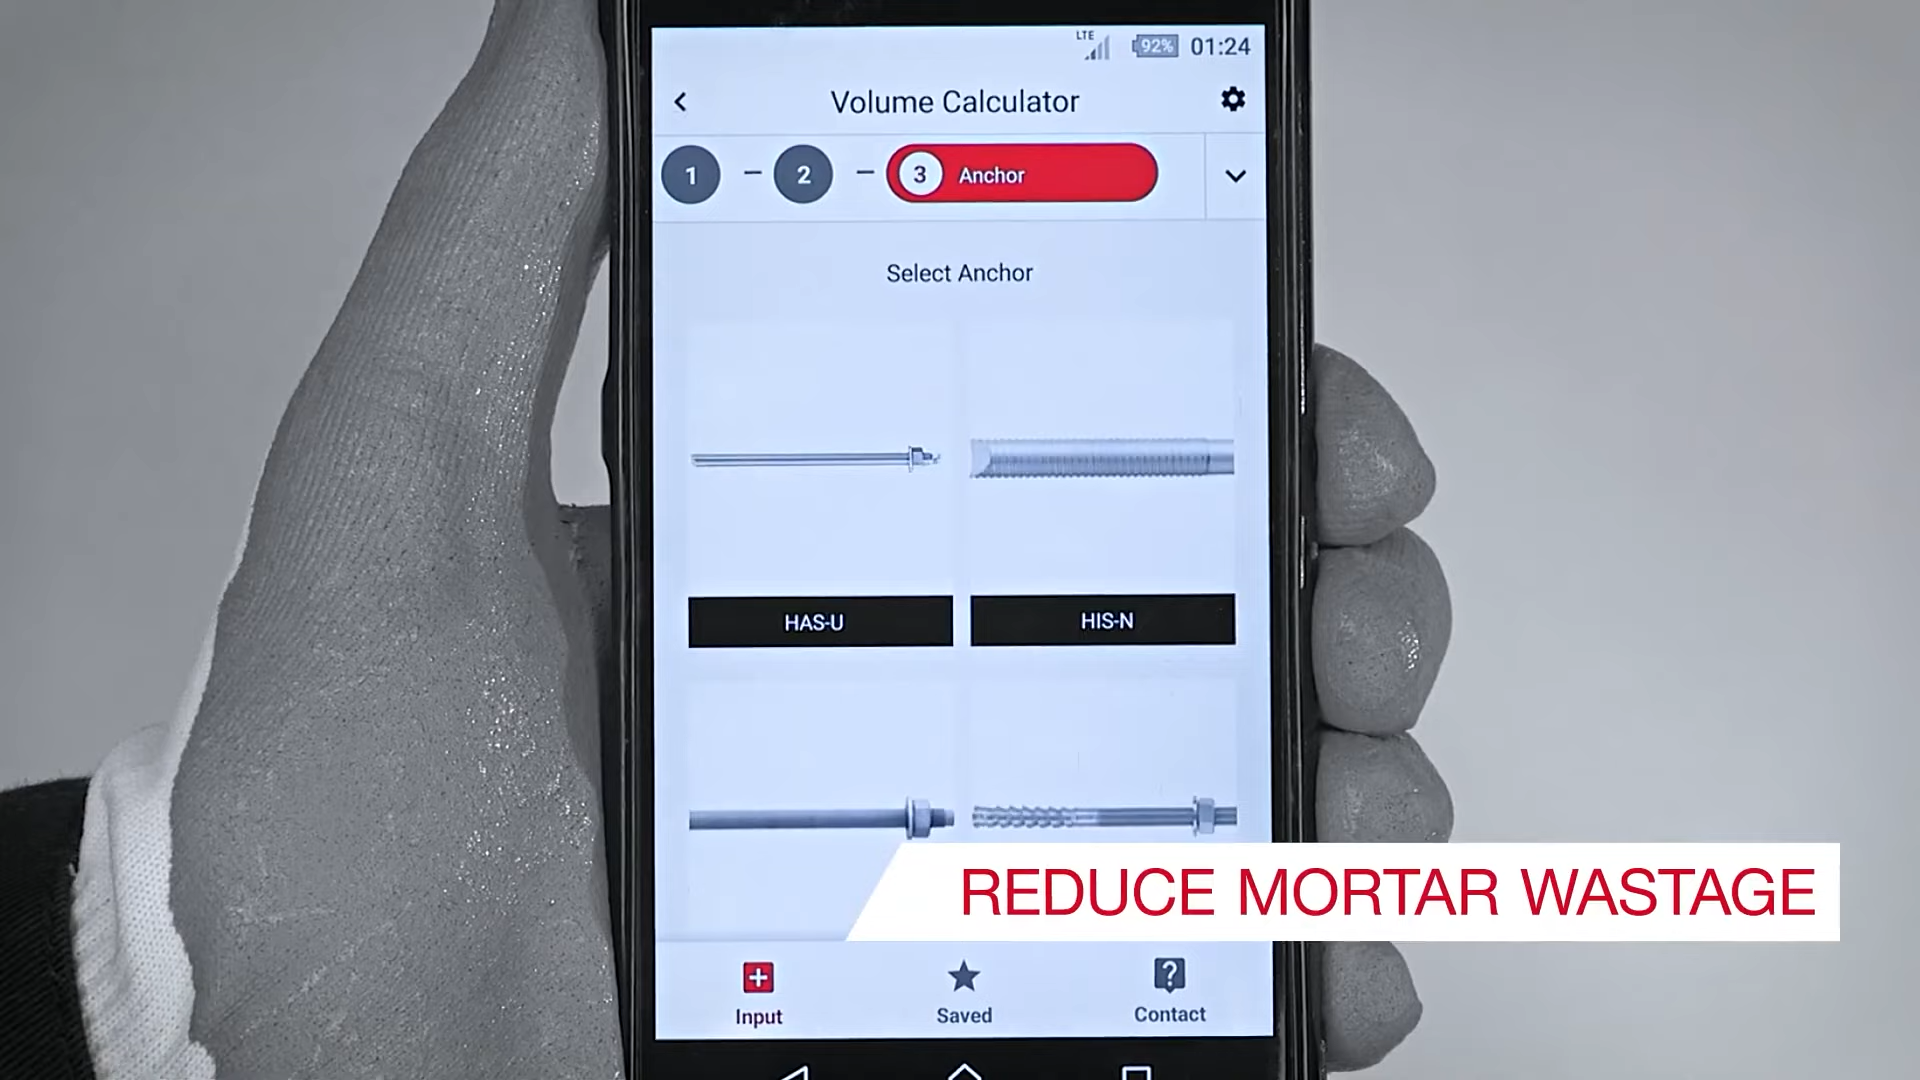 LTE 92% 01:24
Volume Calculator
1 2 3 Anchor
Select Anchor
HAS-U HIS-N
REDUCE MORTAR WASTAGE
Input Saved Contact